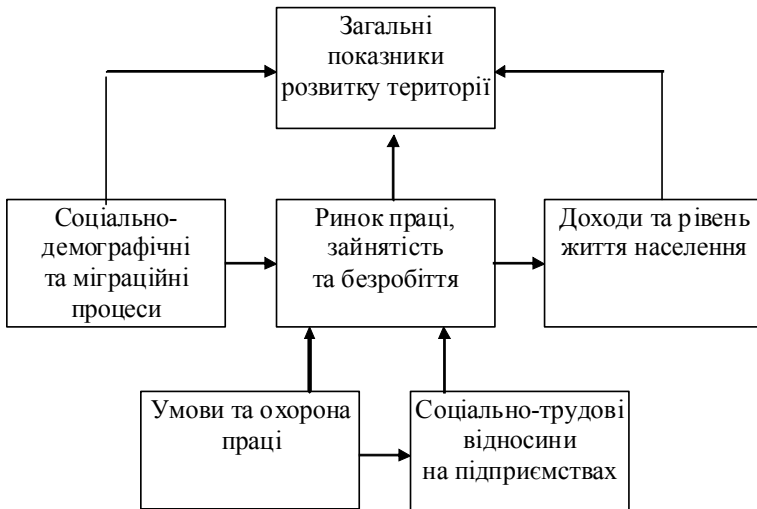 Загальні
показники
розвитку території
Соціально-
демографічні
та міграційні
процеси
Ринок праці,
зайнятість
та безробіття
Доходи та рівень
життя населення
Умови та охорона
праці
Соціально-трудові
відносини
на підприємствах